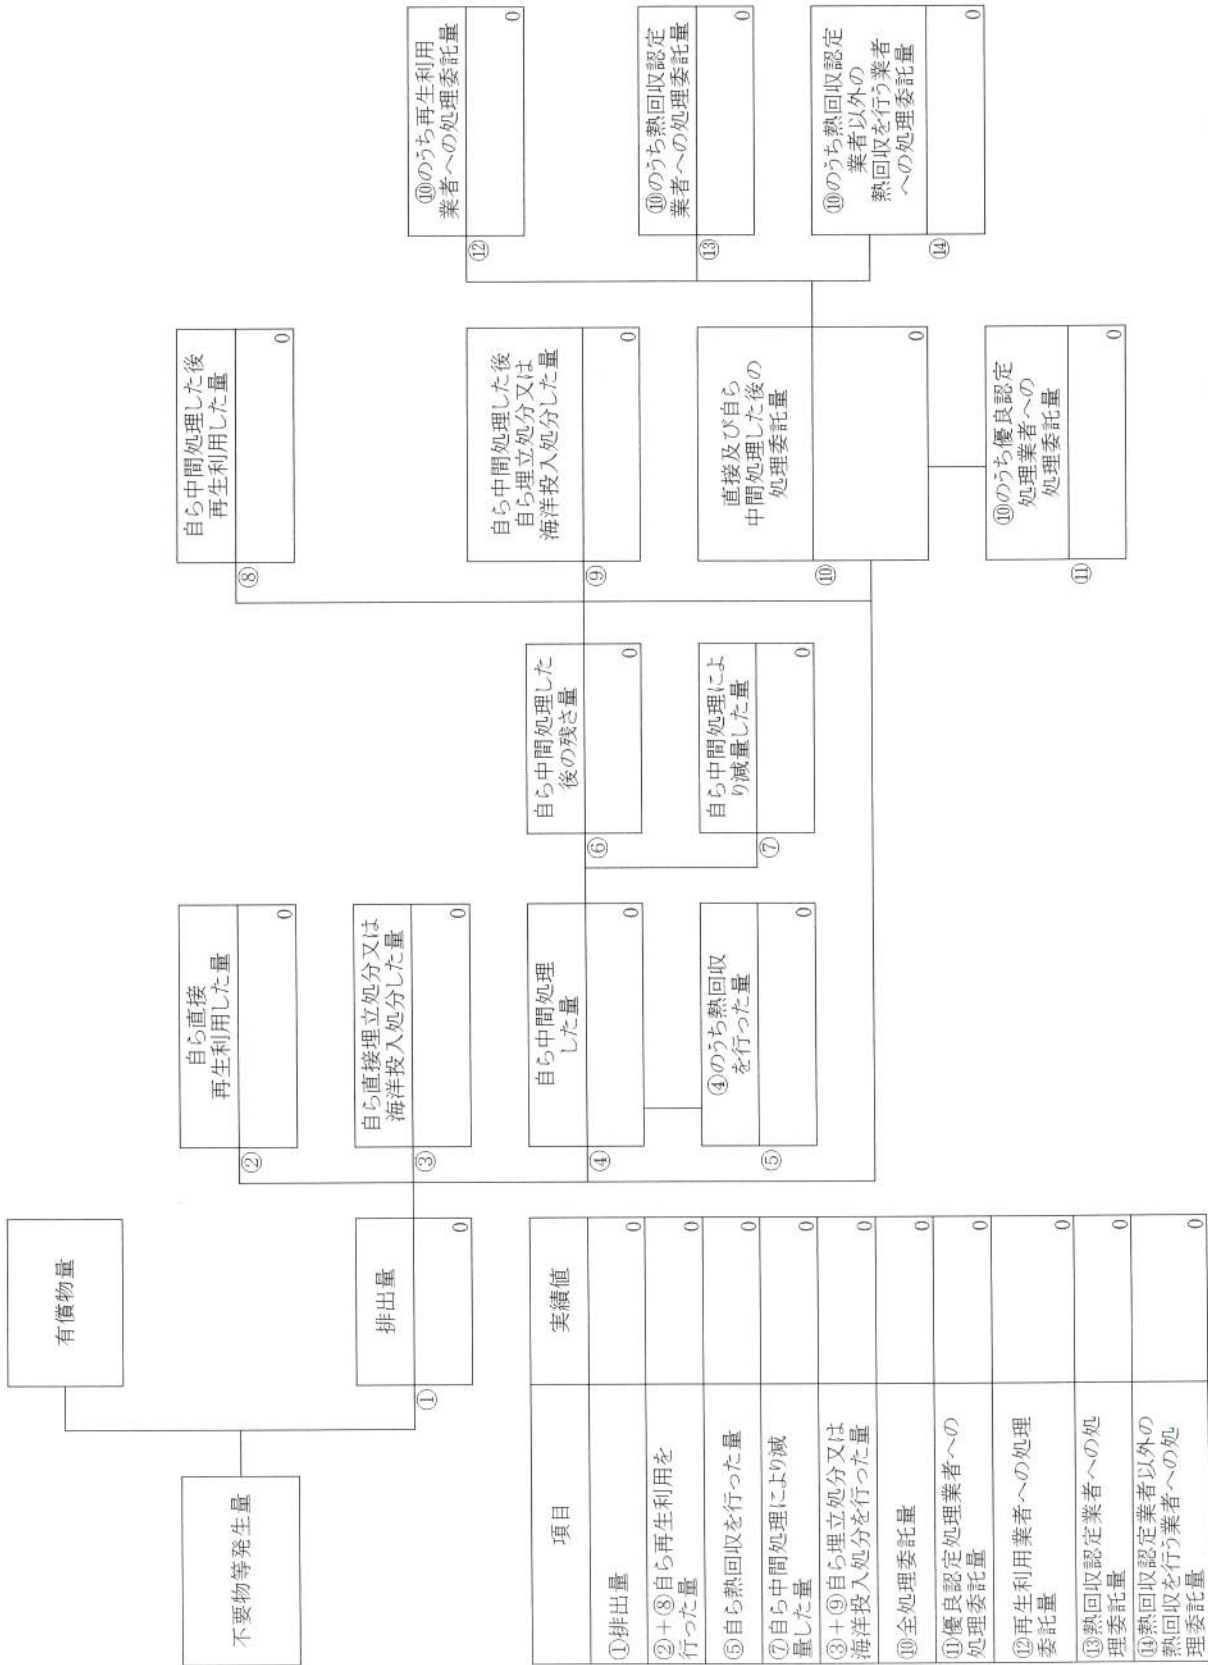 有償物量
不要物等発生量
①
排出量
0
②
自ら直接
再生利用した量
0
③
自ら直接埋立処分又は
海洋投入処分した量
0
④
自ら中間処理
した量
0
⑤
④のうち熱回収
を行った量
0
⑥
自ら中間処理した
後の残さ量
0
⑦
自ら中間処理によ
り減量した量
0
⑧
自ら中間処理した後
再生利用した量
0
⑨
自ら中間処理した後
自ら埋立処分又は
海洋投入処分した量
0
⑩
直接及び自ら
中間処理した後の
処理委託量
0
⑪
⑩のうち優良認定
処理業者への
処理委託量
0
⑫
⑩のうち再生利用
業者への処理委託量
0
⑬
⑩のうち熱回収認定
業者への処理委託量
0
⑭
⑩のうち熱回収認定
業者以外の
熱回収を行う業者
への処理委託量
0
項目 実績値
①排出量 0
②+⑧自ら再生利用を
行った量 0
⑤自ら熱回収を行った量 0
⑦自ら中間処理により減
量した量 0
③+⑨自ら埋立処分又は
海洋投入処分を行った量 0
⑩全処理委託量 0
⑪優良認定処理業者への
処理委託量 0
⑫再生利用業者への処理
委託量 0
⑬熱回収認定業者への処
理委託量 0
⑭熱回収認定業者以外の
熱回収を行う業者への処
理委託量 0